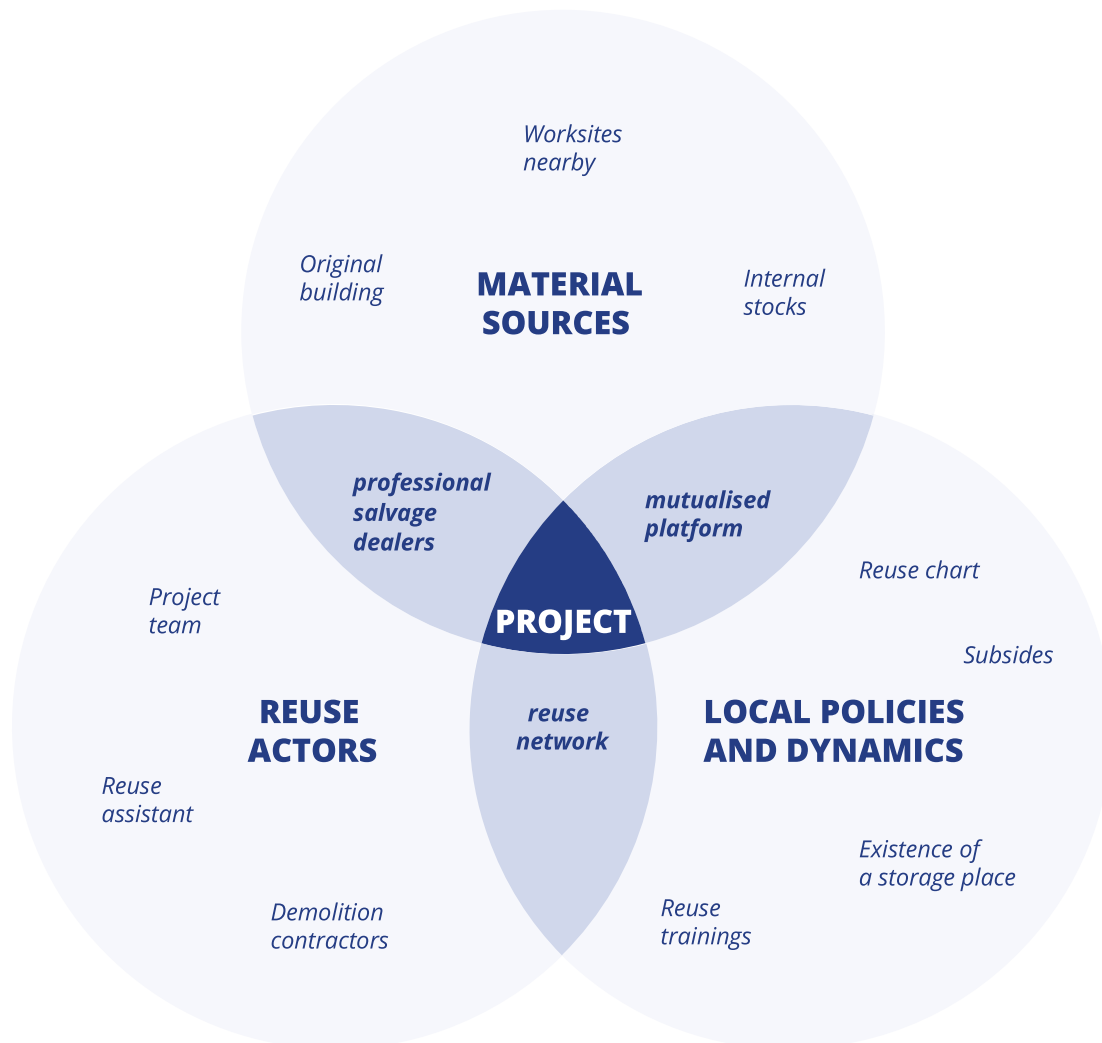 Worksites
nearby
Original
building
MATERIAL
SOURCES
Internal
stocks
professional
salvage
dealers
mutualised
platform
PROJECT
Reuse chart
Project
team
Subsides
REUSE
ACTORS
reuse
network
LOCAL POLICIES
AND DYNAMICS
Reuse
assistant
Existence of
a storage place
Demolition
contractors
Reuse
trainings